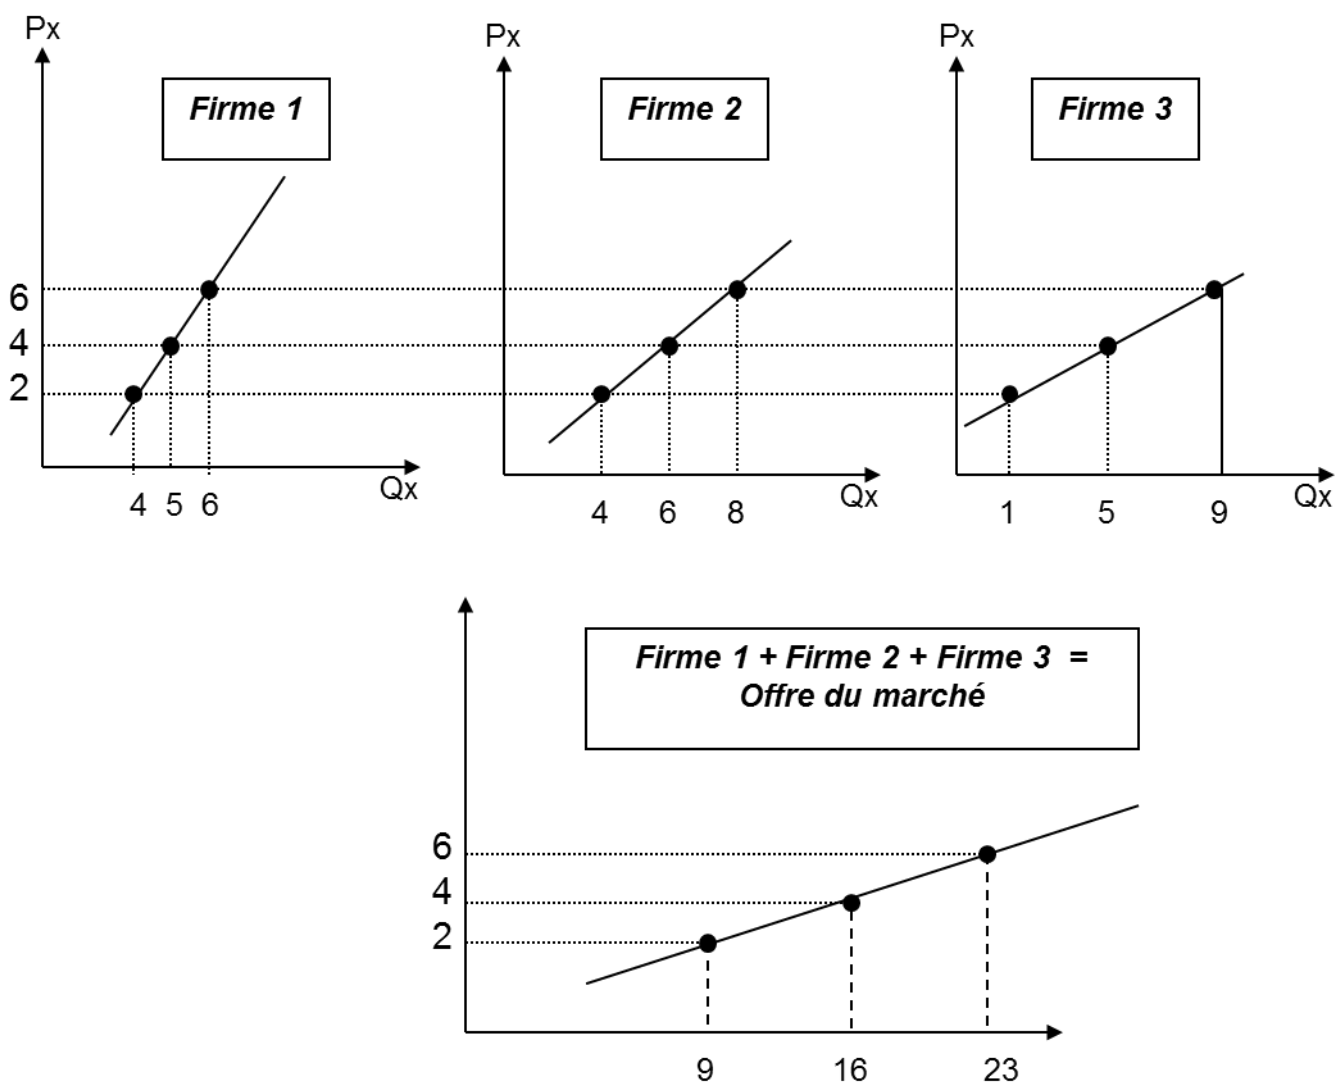 Px
Px
Px
Firme 1
Firme 2
Firme 3
6
4
2
4 5 6
Qx
4 6 8
Qx
1 5 9
Qx
Firme 1 + Firme 2 + Firme 3 =
Offre du marché
6
4
2
9 16 23